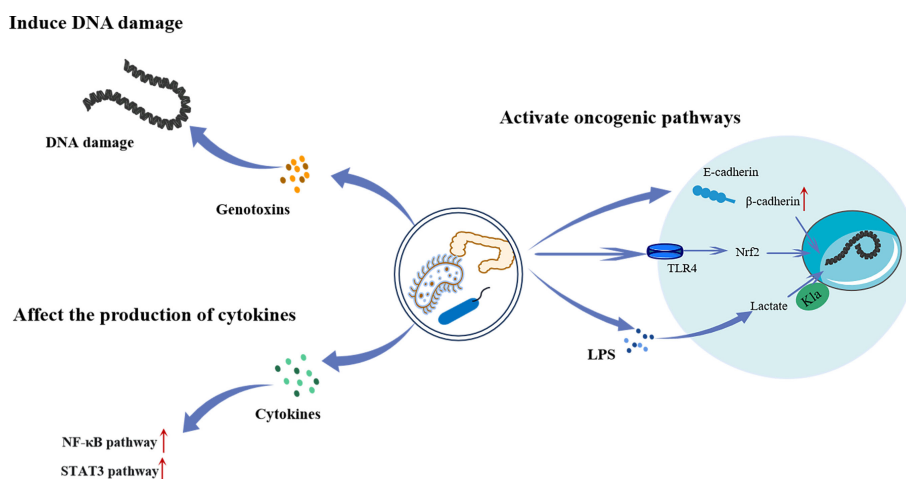 Induce DNA damage
DNA damage
Genotoxins
Affect the production of cytokines
Cytokines
NF-κB pathway
STAT3 pathway
Activate oncogenic pathways
E-cadherin
β-cadherin
TLR4
Nrf2
Lactate
Kla
LPS